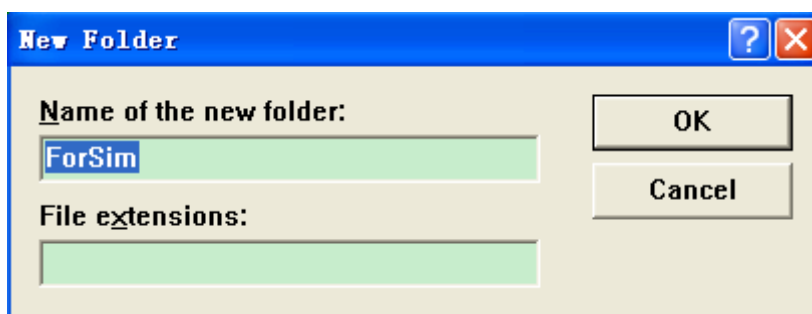 New Folder
Name of the new folder:
OK
ForSim
Cancel
File extensions: